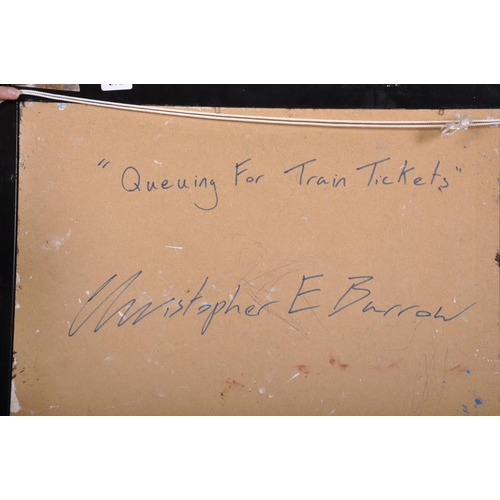 "Queuing For Train Tickets"
Christopher E Burrow